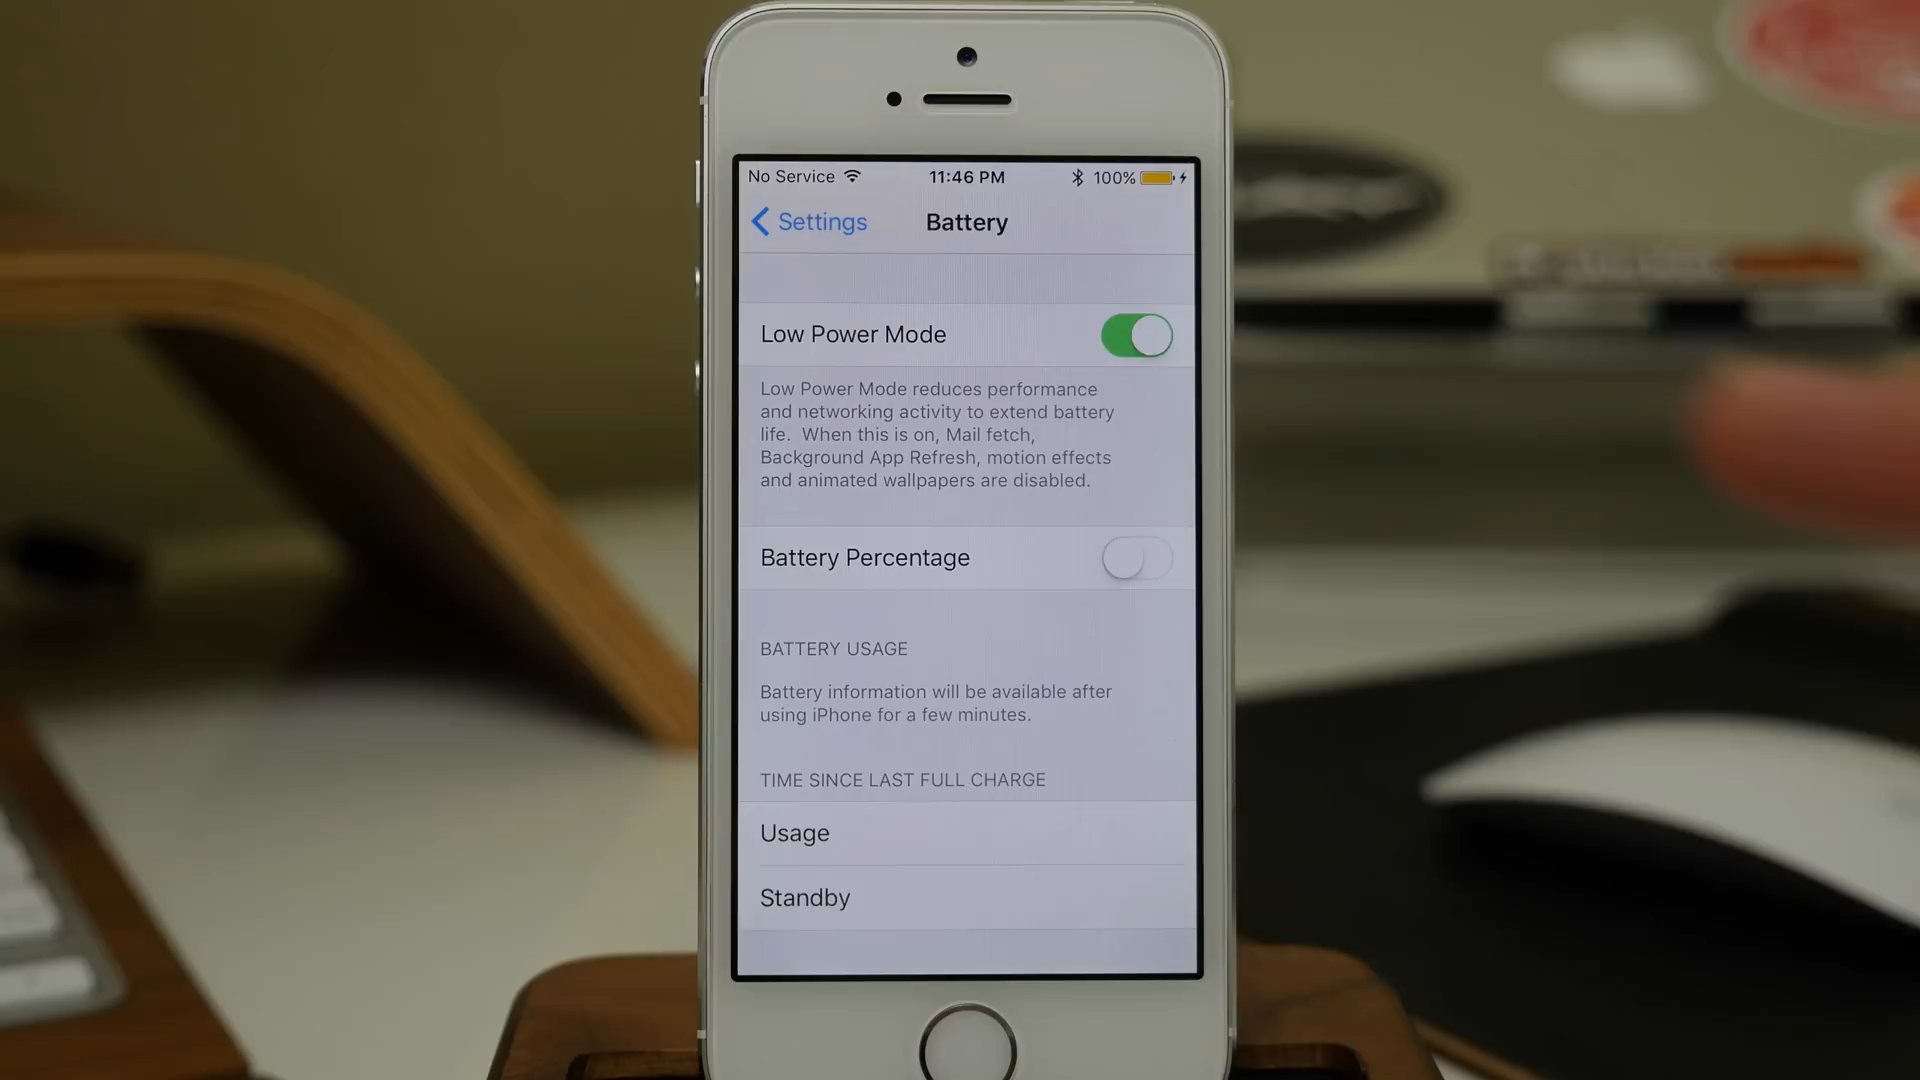 No Service 11:46 PM 100%
Settings Battery
Low Power Mode
Low Power Mode reduces performance
and networking activity to extend battery
life. When this is on, Mail fetch,
Background App Refresh, motion effects
and animated wallpapers are disabled.
Battery Percentage
BATTERY USAGE
Battery information will be available after
using iPhone for a few minutes.
TIME SINCE LAST FULL CHARGE
Usage
Standby